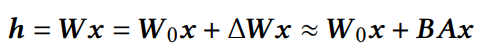 h = Wx = W₀x + ΔWx ≈ W₀x + BAx